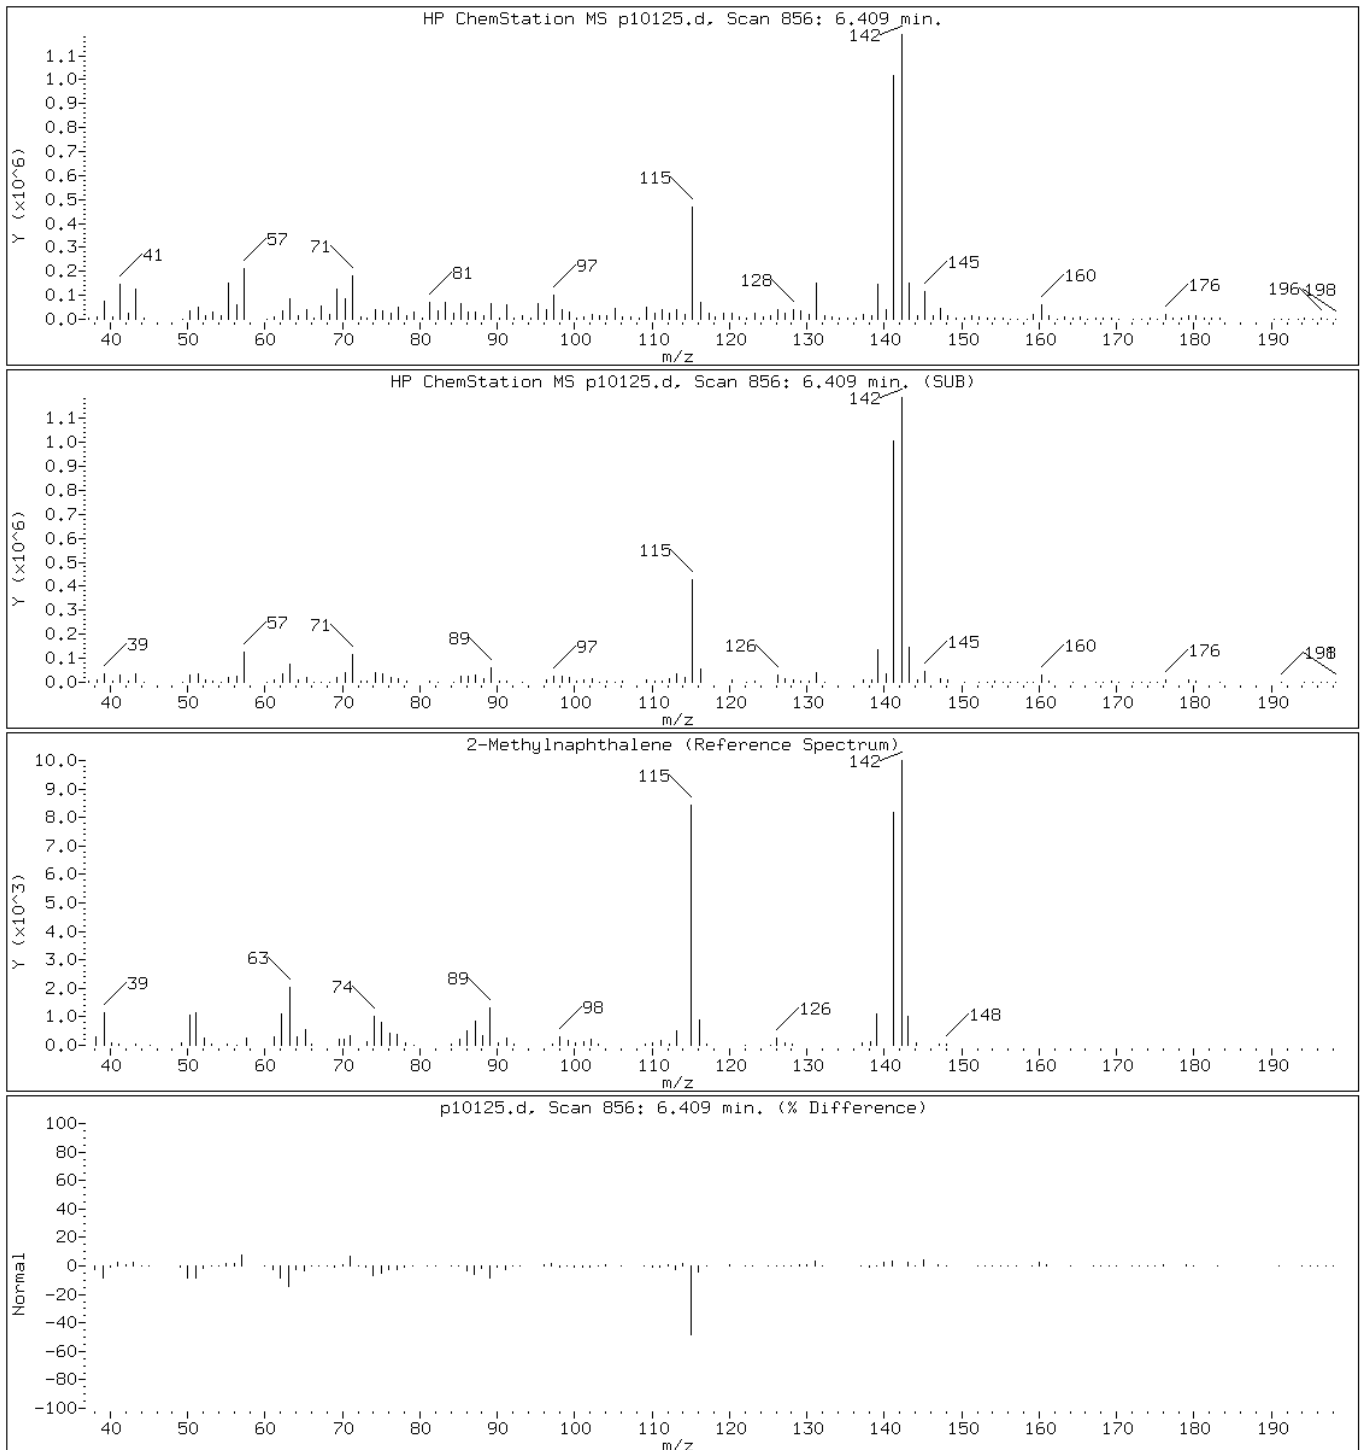 HP ChemStation MS p10125.d, Scan 856: 6.409 min.
142
1.1
1.0
0.9
0.8
0.7
0.6
0.5
0.4
0.3
0.2
0.1
0.0
Y (x10^6)
41 57 71 81 97 115 128 145 160 176 196 198
40 50 60 70 80 90 100 110 120 130 140 150 160 170 180 190
m/z
HP ChemStation MS p10125.d, Scan 856: 6.409 min. (SUB)
142
1.1
1.0
0.9
0.8
0.7
0.6
0.5
0.4
0.3
0.2
0.1
0.0
Y (x10^6)
39 57 71 89 97 115 126 145 160 176
40 50 60 70 80 90 100 110 120 130 140 150 160 170 180 190
m/z
2-Methylnaphthalene (Reference Spectrum)
142
10.0
9.0
8.0
7.0
6.0
5.0
4.0
3.0
2.0
1.0
0.0
Y (x10^3)
39 63 74 89 98 115 126 148
40 50 60 70 80 90 100 110 120 130 140 150 160 170 180 190
m/z
p10125.d, Scan 856: 6.409 min. (% Difference)
100
80
60
40
20
0
-20
-40
-60
-80
-100
Normal
40 50 60 70 80 90 100 110 120 130 140 150 160 170 180 190
m/z